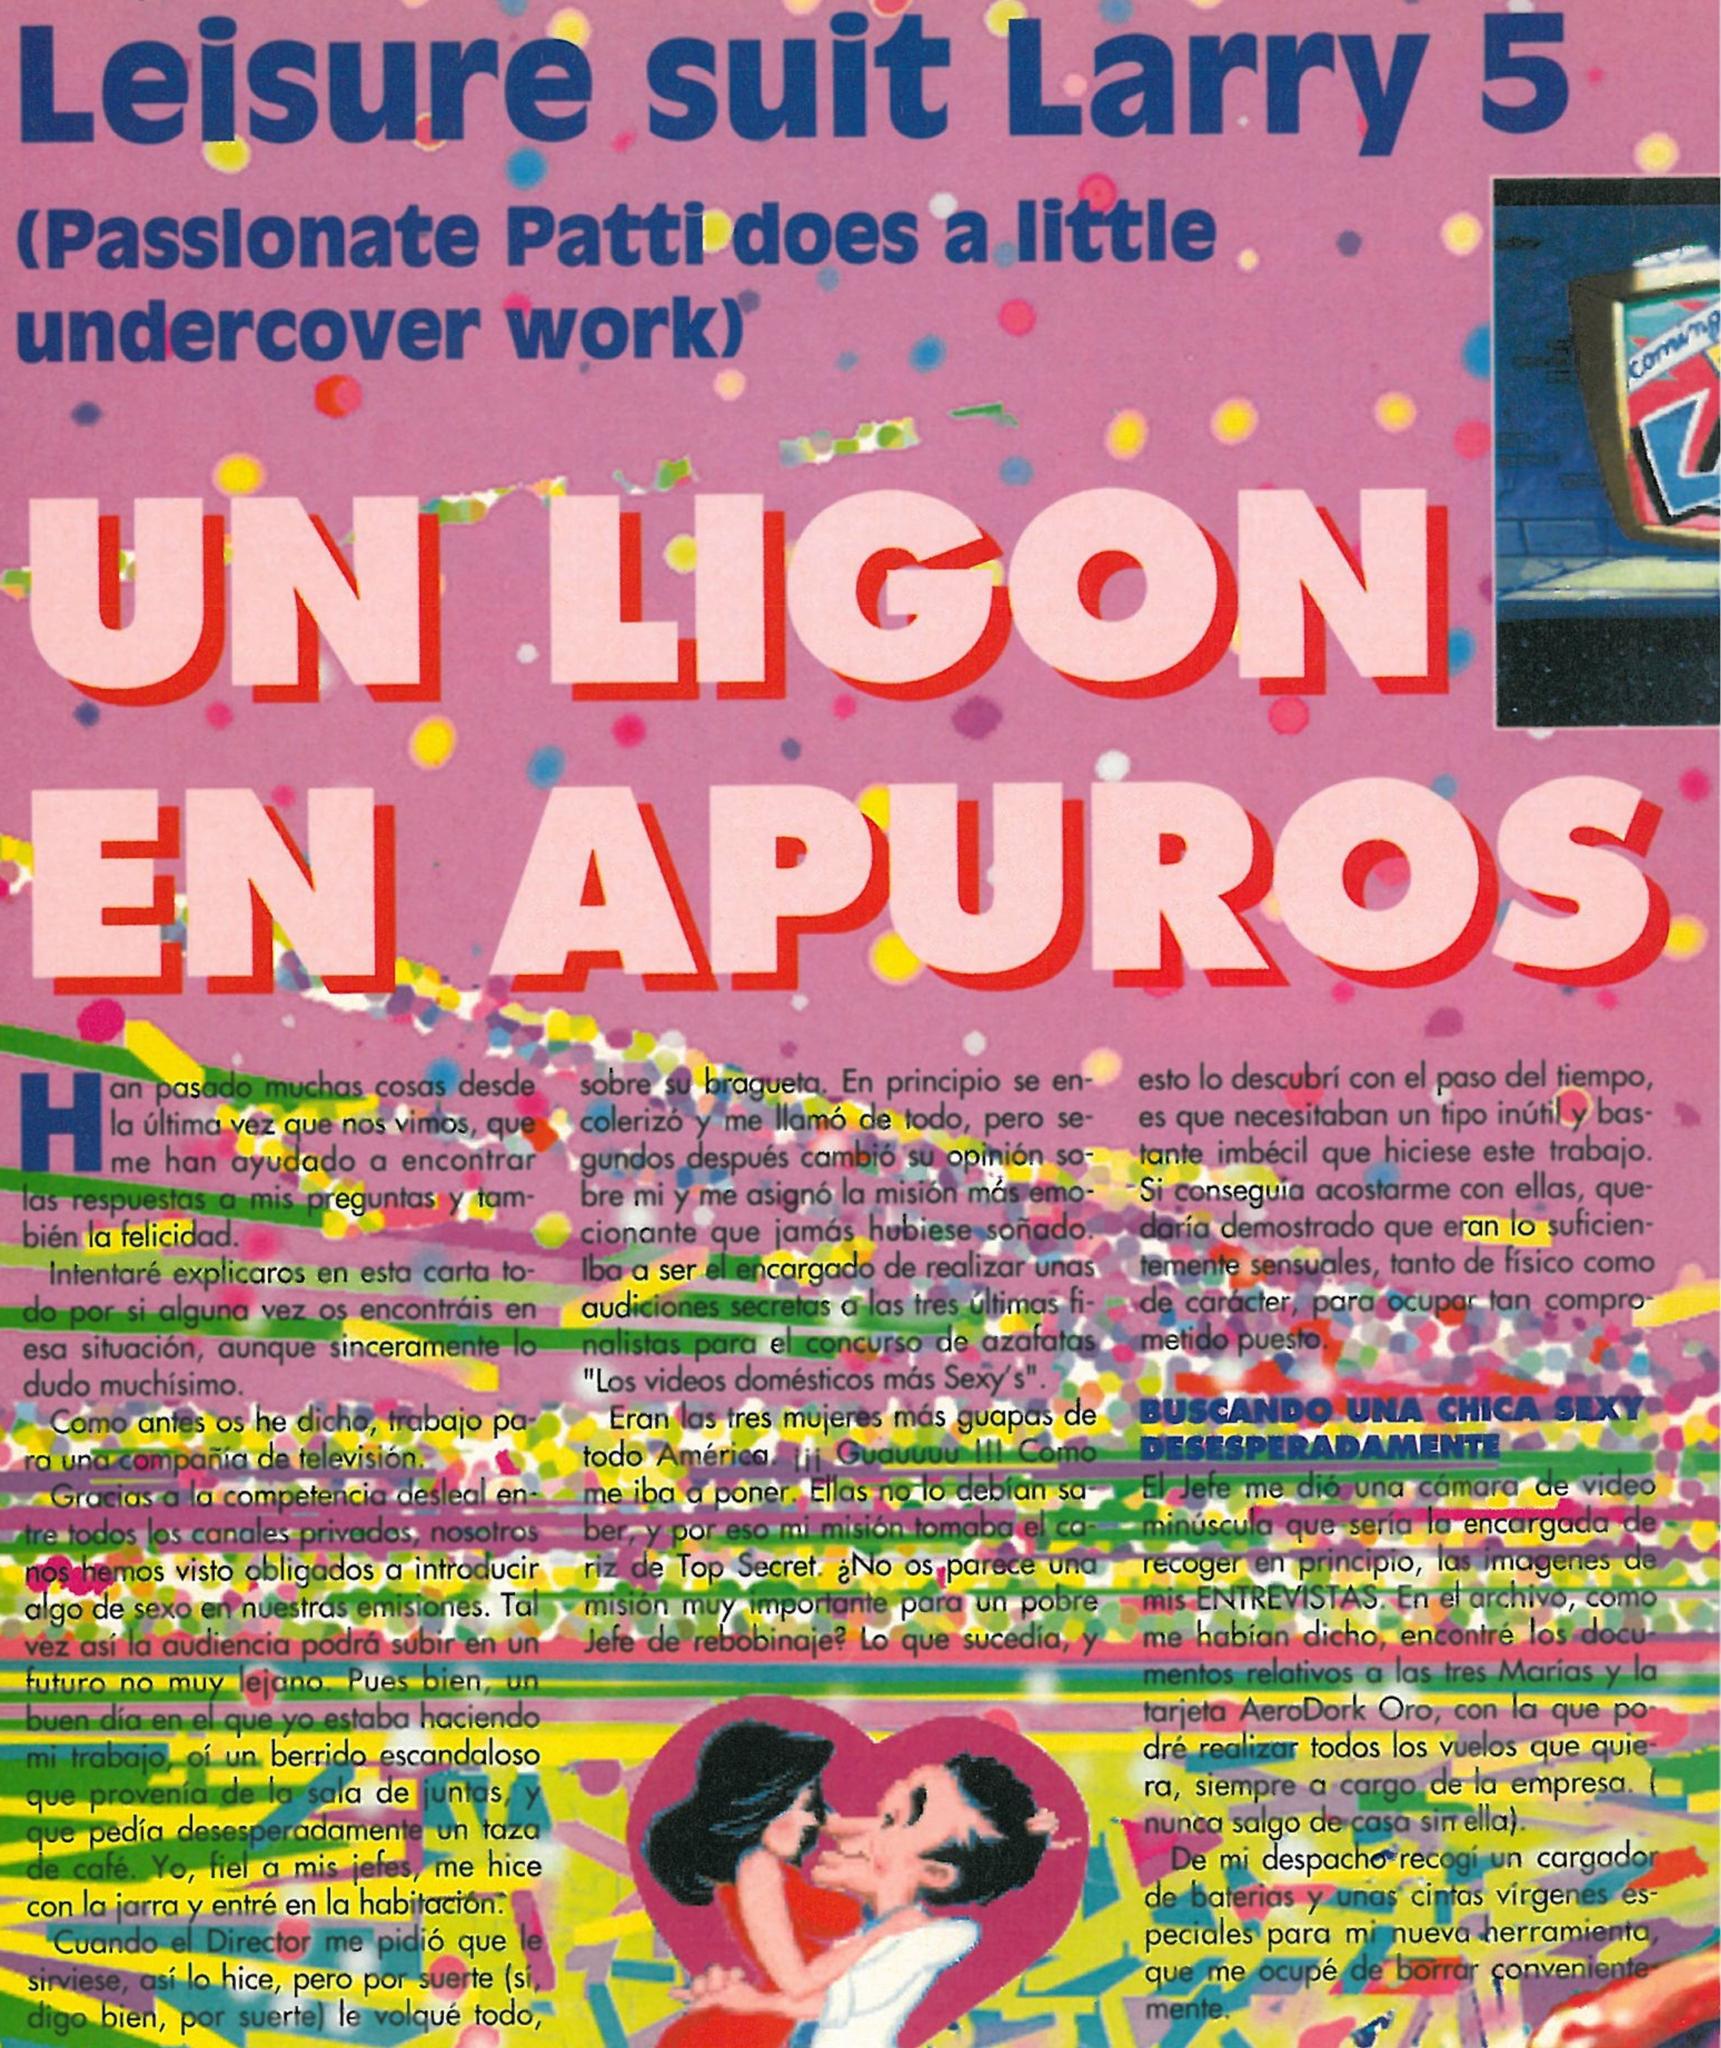 Leisure suit Larry 5
(Passionate Patti does a little
undercover work)
coming
UN LIGON
EN APUROS
Han pasado muchas cosas desde
la última vez que nos vimos, que
me han ayudado a encontrar
las respuestas a mis preguntas y tam-
bién la felicidad.
Intentaré explicaros en esta carta to-
do por si alguna vez os encontráis en
esa situación, aunque sinceramente lo
dudo muchísimo.
Como antes os he dicho, trabajo pa-
ra una compañía de televisión.
Gracias a la competencia desleal en-
tre todos los canales privados, nosotros
nos hemos visto obligados a introducir
algo de sexo en nuestras emisiones. Tal
vez así la audiencia podrá subir en un
futuro no muy lejano. Pues bien, un
buen día en el que yo estaba haciendo
mi trabajo, oí un berrido escandaloso
que provenía de la sala de juntas, y
que pedía desesperadamente un taza
de café. Yo, fiel a mis jefes, me hice
con la jarra y entré en la habitación.
Cuando el Director me pidió que le
sirviese, así lo hice, pero por suerte (sí,
digo bien, por suerte) le volqué todo,
sobre su bragueta. En principio se en-
colerizó y me llamó de todo, pero se-
gundos después cambió su opinión so-
bre mi y me asignó la misión más emo-
cionante que jamás hubiese soñado.
Iba a ser el encargado de realizar unas
audiciones secretas a las tres últimas fi-
nalistas para el concurso de azafatas
"Los videos domésticos más Sexy's".
Eran las tres mujeres más guapas de
todo América. ¡¡¡ Guauuuu !!! Como
me iba a poner. Ellas no lo debían sa-
ber, y por eso mi misión tomaba el ca-
riz de Top Secret. ¿No os parece una
misión muy importante para un pobre
Jefe de rebobinaje? Lo que sucedía, y
esto lo descubrí con el paso del tiempo,
es que necesitaban un tipo inútil y bas-
tante imbécil que hiciese este trabajo.
Si conseguía acostarme con ellas, que-
daría demostrado que eran lo suficien-
temente sensuales, tanto de físico como
de carácter, para ocupar tan compro-
metido puesto.
BUSCANDO UNA CHICA SEXY
DESESPERADAMENTE
El Jefe me dió una cámara de video
minúscula que sería la encargada de
recoger en principio, las imagenes de
mis ENTREVISTAS. En el archivo, como
me habían dicho, encontré los docu-
mentos relativos a las tres Marías y la
tarjeta AeroDork Oro, con la que po-
dré realizar todos los vuelos que quie-
ra, siempre a cargo de la empresa. (
nunca salgo de casa sin ella).
De mi despacho recogí un cargador
de baterias y unas cintas vírgenes es-
peciales para mi nueva herramienta,
que me ocupé de borrar conveniente-
mente.